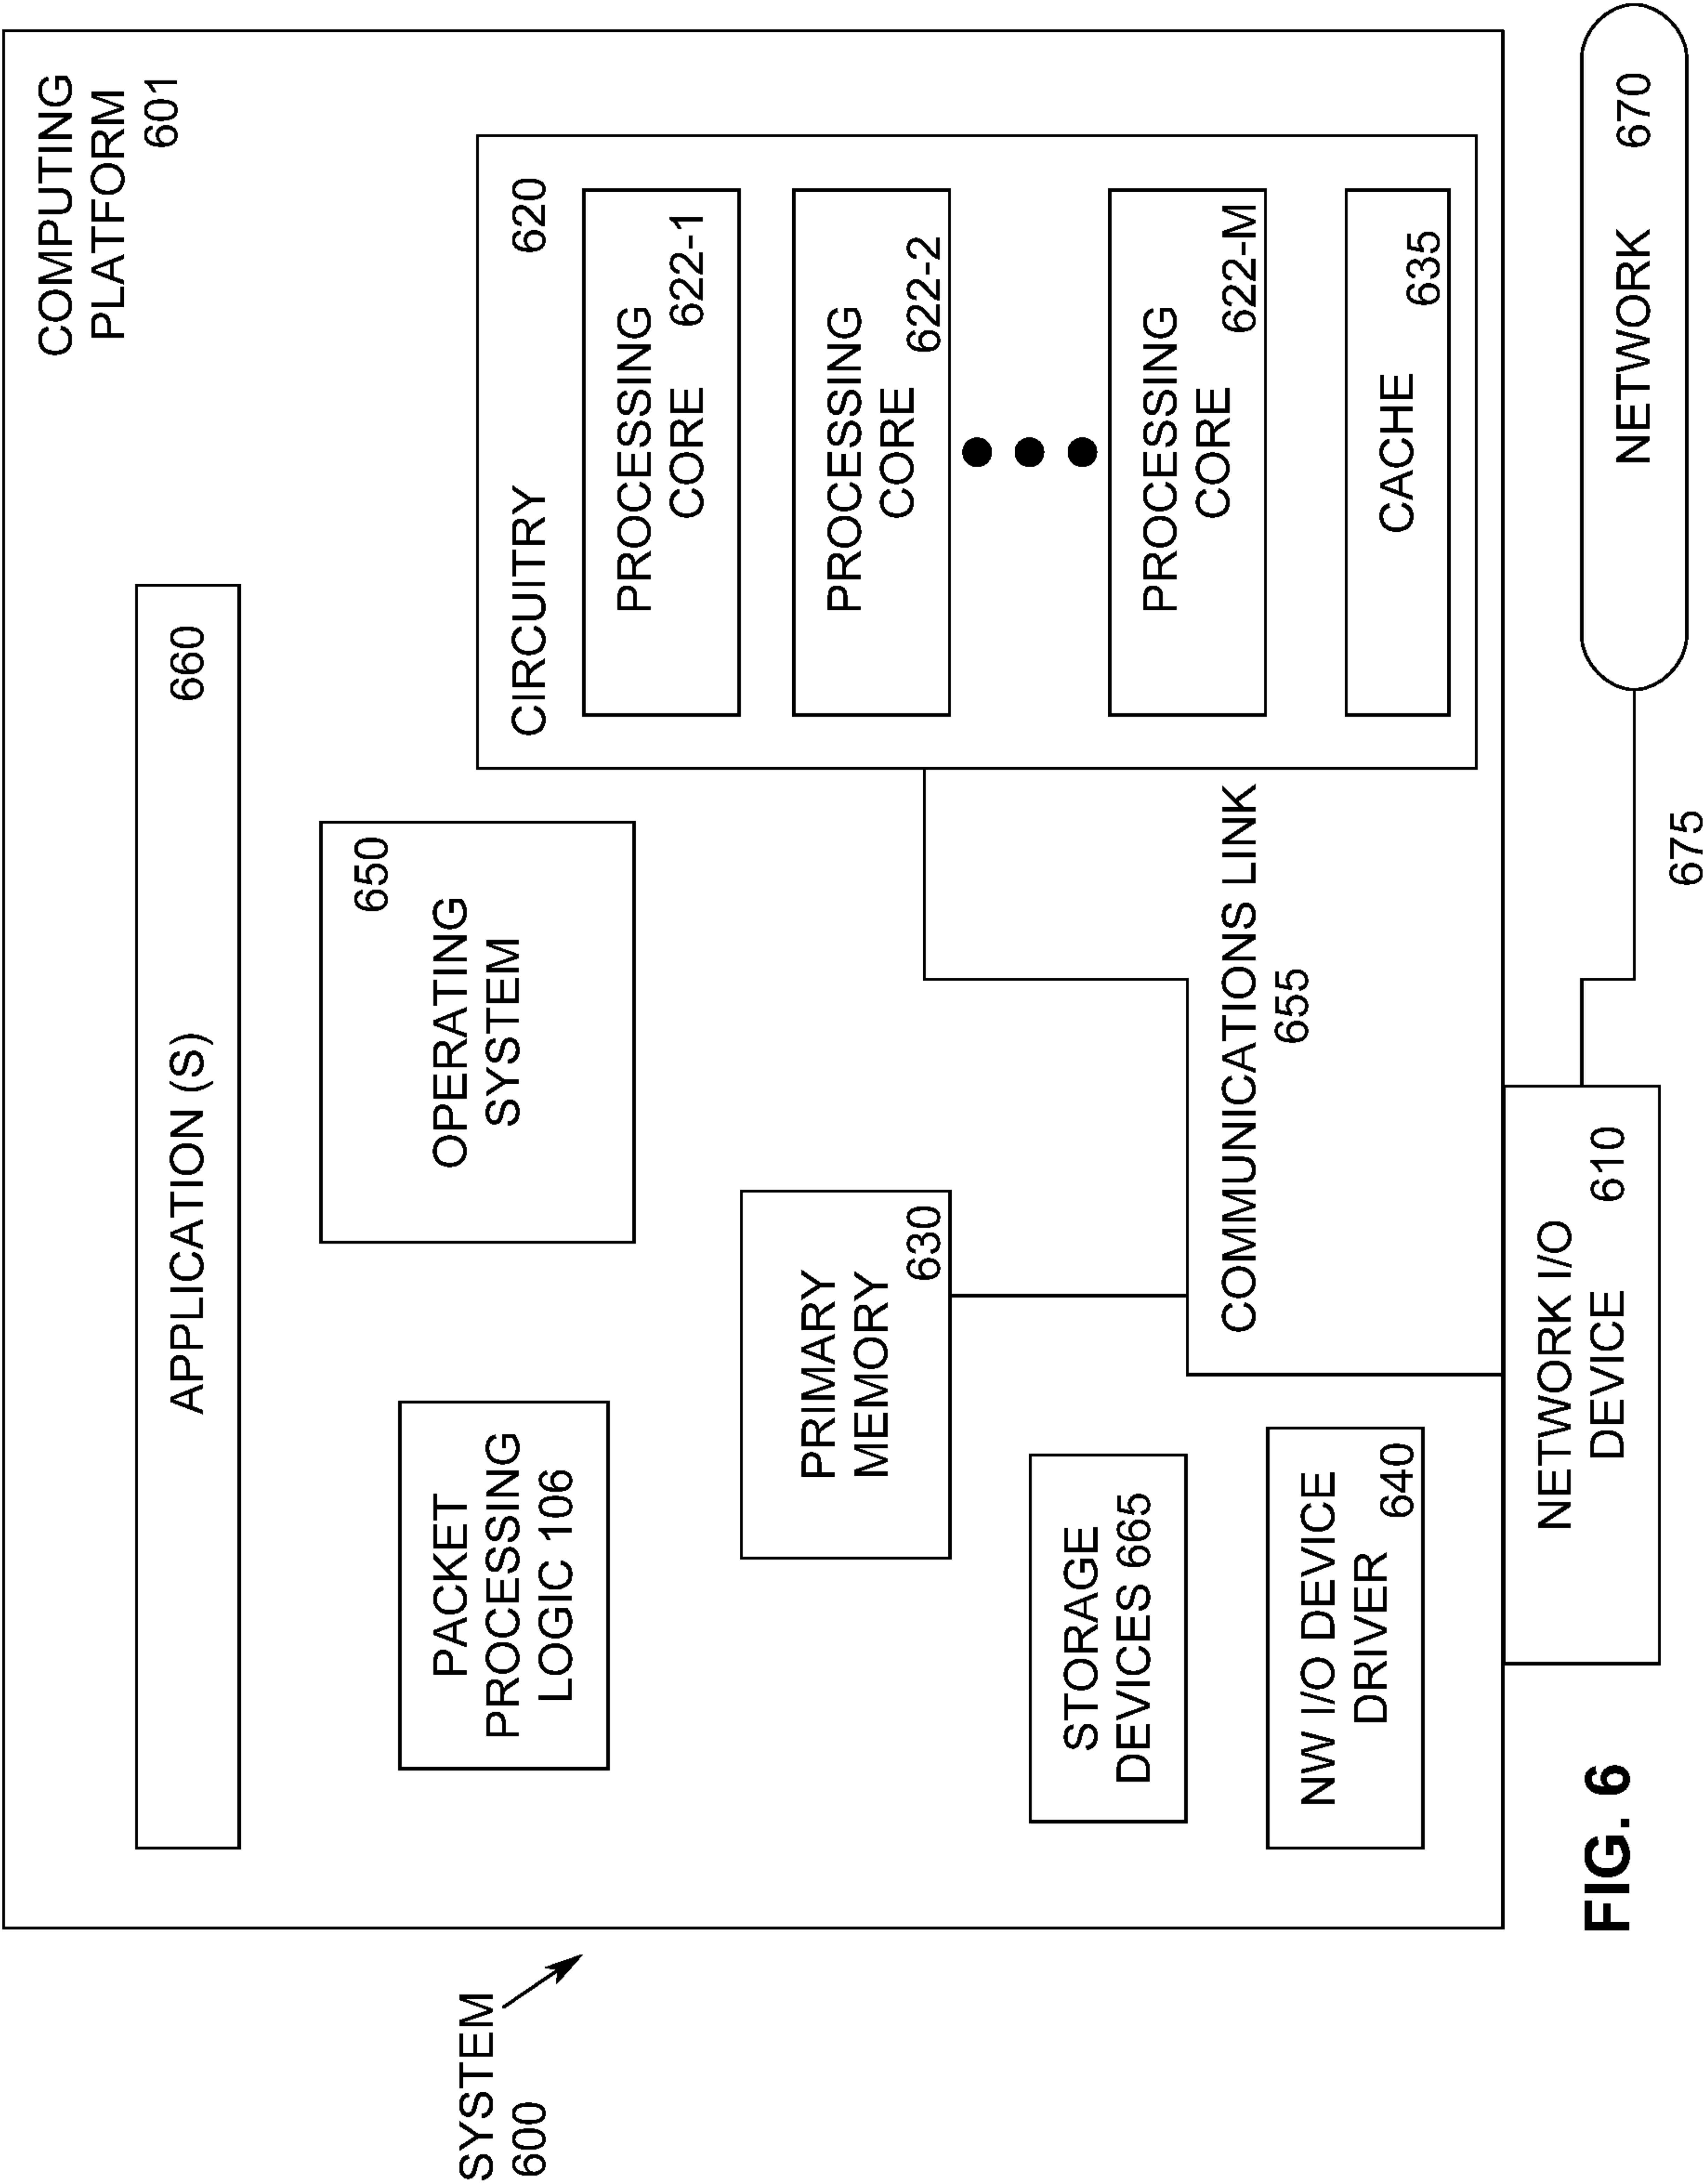 SYSTEM
600
COMPUTING
PLATFORM
601
APPLICATION (S) 660
PACKET
PROCESSING
LOGIC 106
650
OPERATING
SYSTEM
CIRCUITRY 620
PROCESSING
CORE 622-1
PROCESSING
CORE 622-2
PROCESSING
CORE 622-M
CACHE 635
PRIMARY
MEMORY
630
STORAGE
DEVICES 665
COMMUNICATIONS LINK
655
NW I/O DEVICE
DRIVER 640
NETWORK I/O
DEVICE 610
NETWORK 670
675
FIG. 6